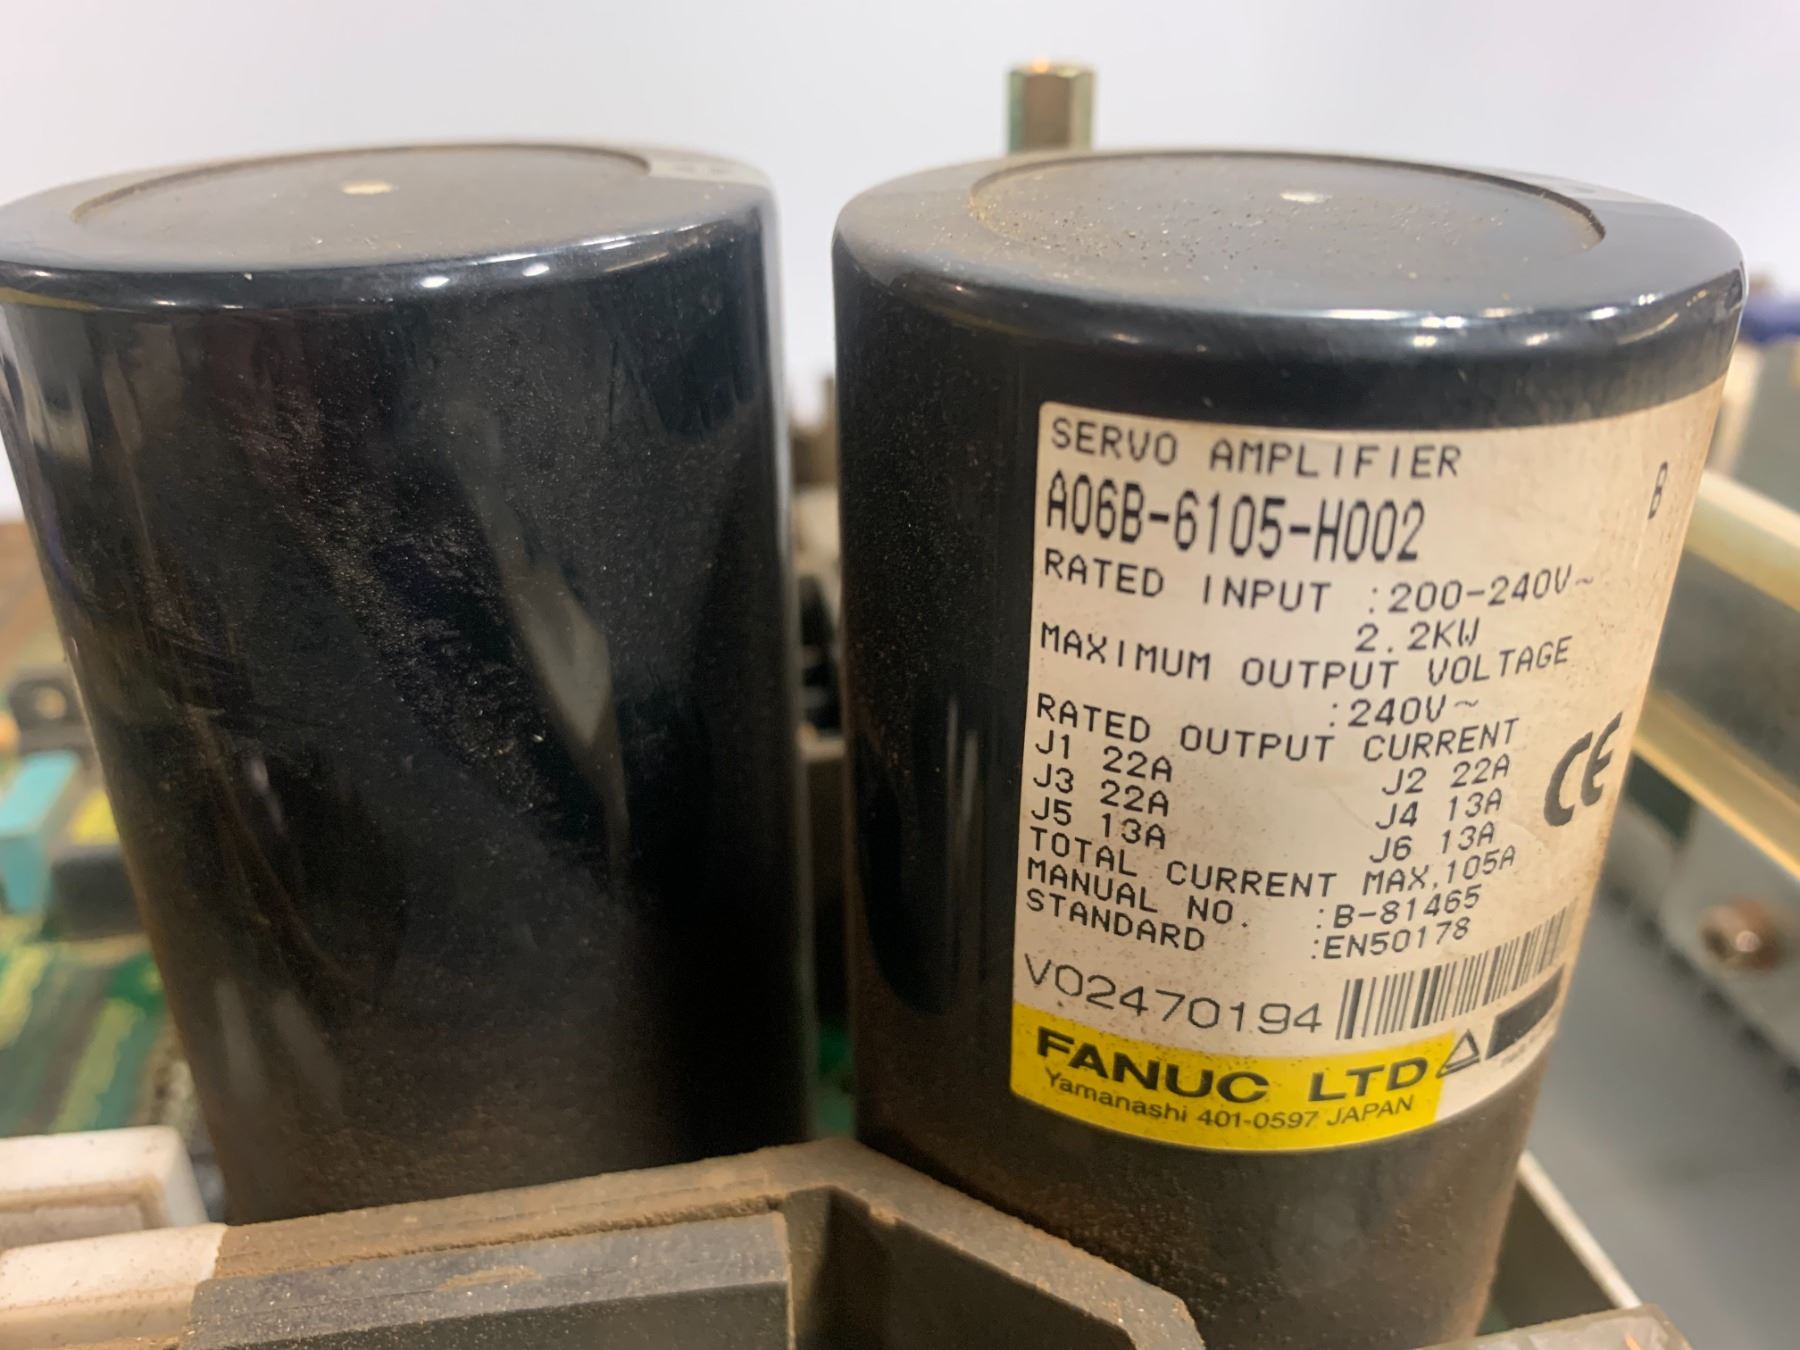 SERVO AMPLIFIER
A06B-6105-H002 B
RATED INPUT :200-240V~
2.2KW
MAXIMUM OUTPUT VOLTAGE
:240V~
RATED OUTPUT CURRENT
J1 22A J2 22A
J3 22A J4 13A
J5 13A J6 13A
TOTAL CURRENT MAX.105A
MANUAL NO. :B-81465
STANDARD :EN50178
CE
V02470194
FANUC LTD
Yamanashi 401-0597 JAPAN